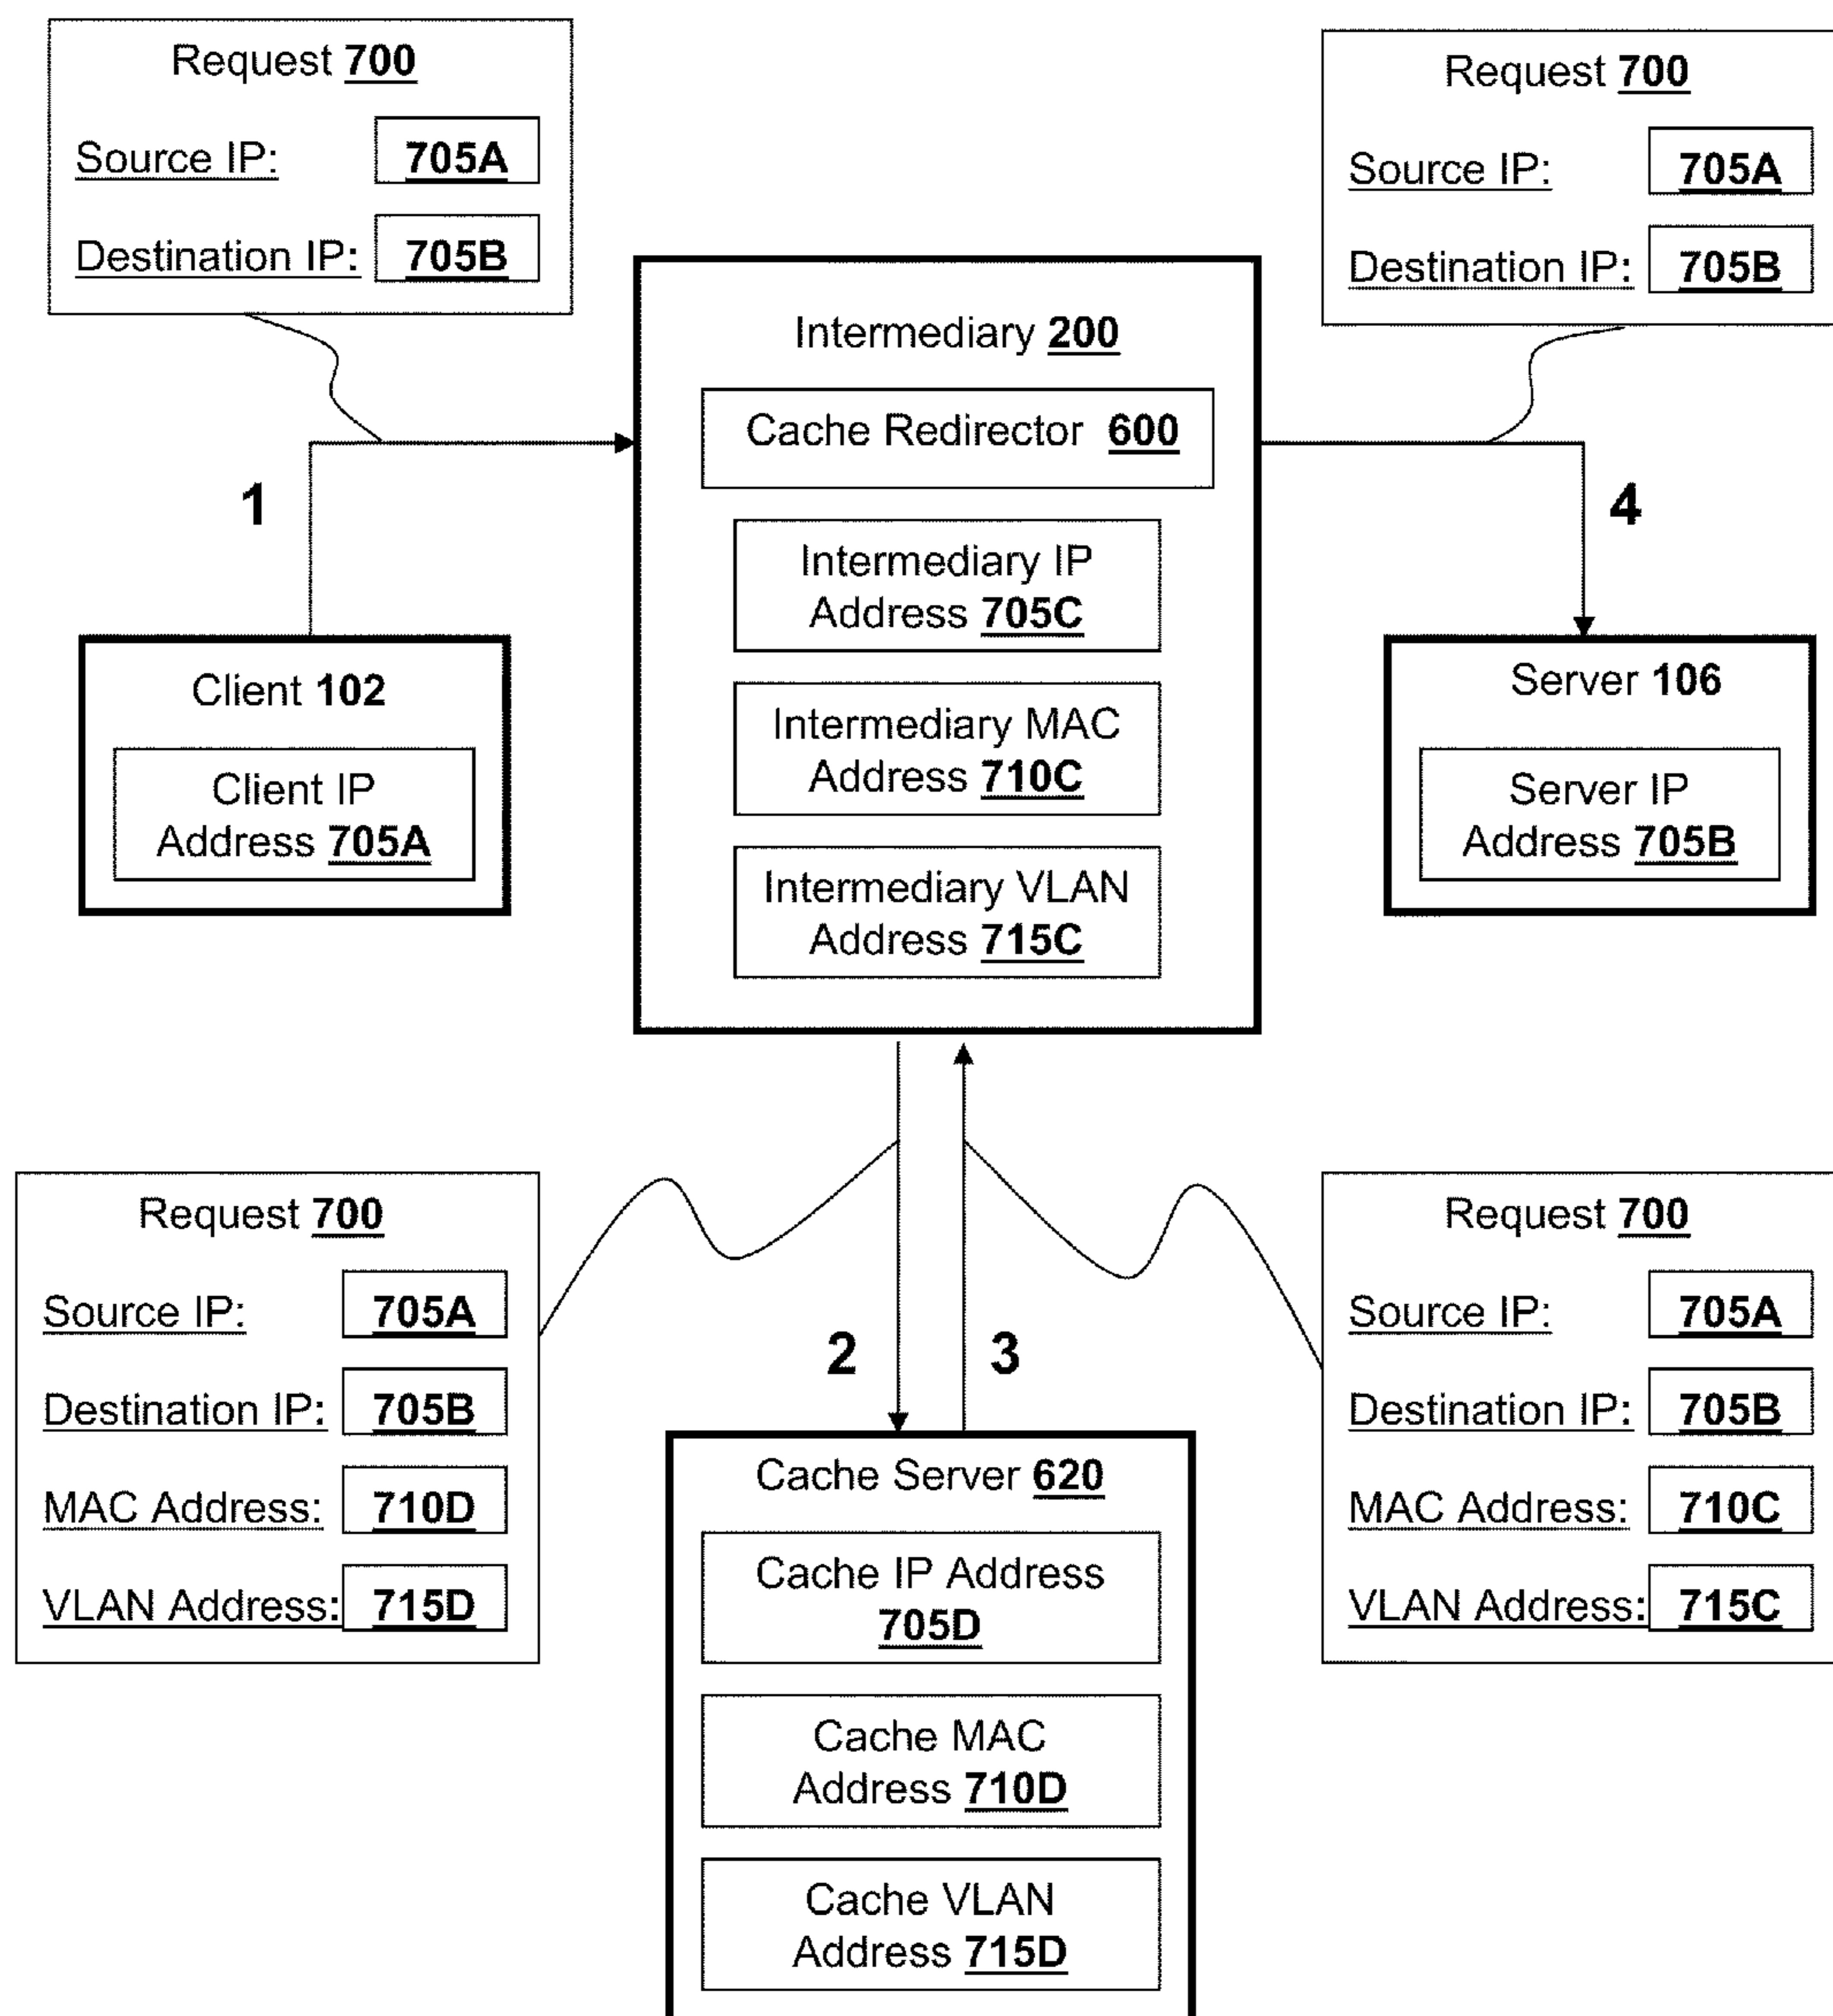 Request 700
Source IP: 705A
Destination IP: 705B
Request 700
Source IP: 705A
Destination IP: 705B
Intermediary 200
Cache Redirector 600
Intermediary IP
Address 705C
Intermediary MAC
Address 710C
Intermediary VLAN
Address 715C
1
4
Client 102
Client IP
Address 705A
Server 106
Server IP
Address 705B
Request 700
Source IP: 705A
Destination IP: 705B
MAC Address: 710D
VLAN Address: 715D
2
3
Request 700
Source IP: 705A
Destination IP: 705B
MAC Address: 710C
VLAN Address: 715C
Cache Server 620
Cache IP Address
705D
Cache MAC
Address 710D
Cache VLAN
Address 715D